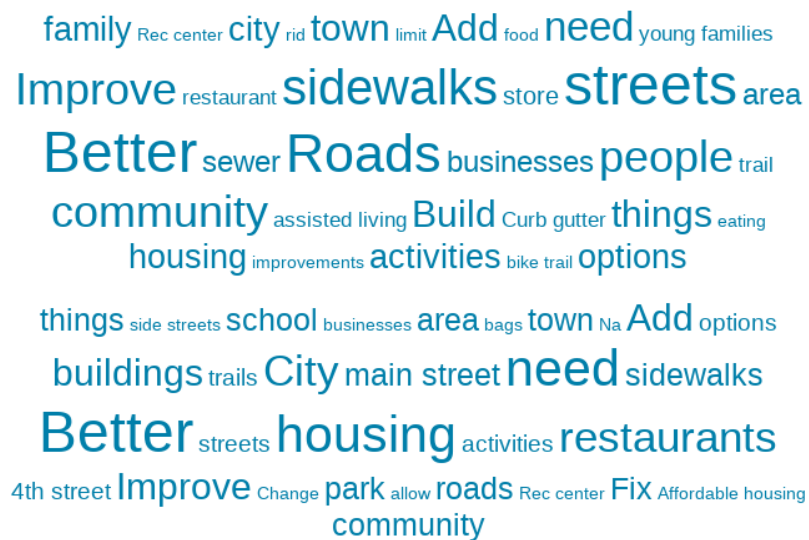 family Rec center city rid town limit Add food need young families
Improve restaurant sidewalks store streets area
Better sewer Roads businesses people trail
community assisted living Build Curb gutter things eating
housing improvements activities bike trail options
things side streets school businesses area bags town Na Add options
buildings trails City main street need sidewalks
Better streets housing activities restaurants
4th street Improve Change park allow roads Rec center Fix Affordable housing
community